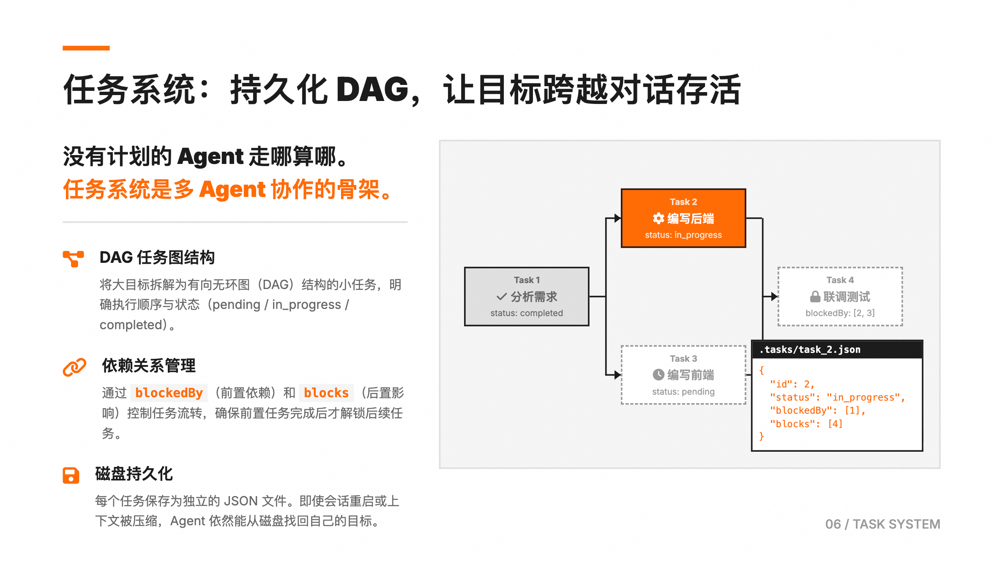 任务系统：持久化 DAG，让目标跨越对话存活
没有计划的 Agent 走哪算哪。
任务系统是多 Agent 协作的骨架。
DAG 任务图结构
将大目标拆解为有向无环图（DAG）结构的小任务，明
确执行顺序与状态（pending / in_progress /
completed）。
依赖关系管理
通过 blockedBy （前置依赖）和 blocks （后置影
响）控制任务流转，确保前置任务完成后才解锁后续任
务。
磁盘持久化
每个任务保存为独立的 JSON 文件。即使会话重启或上
下文被压缩，Agent 依然能从磁盘找回自己的目标。
Task 1
分析需求
status: completed
Task 2
编写后端
status: in_progress
Task 3
编写前端
status: pending
Task 4
联调测试
blockedBy: [2, 3]
.tasks/task_2.json
{
"id": 2,
"status": "in_progress",
"blockedBy": [1],
"blocks": [4]
}
06 / TASK SYSTEM